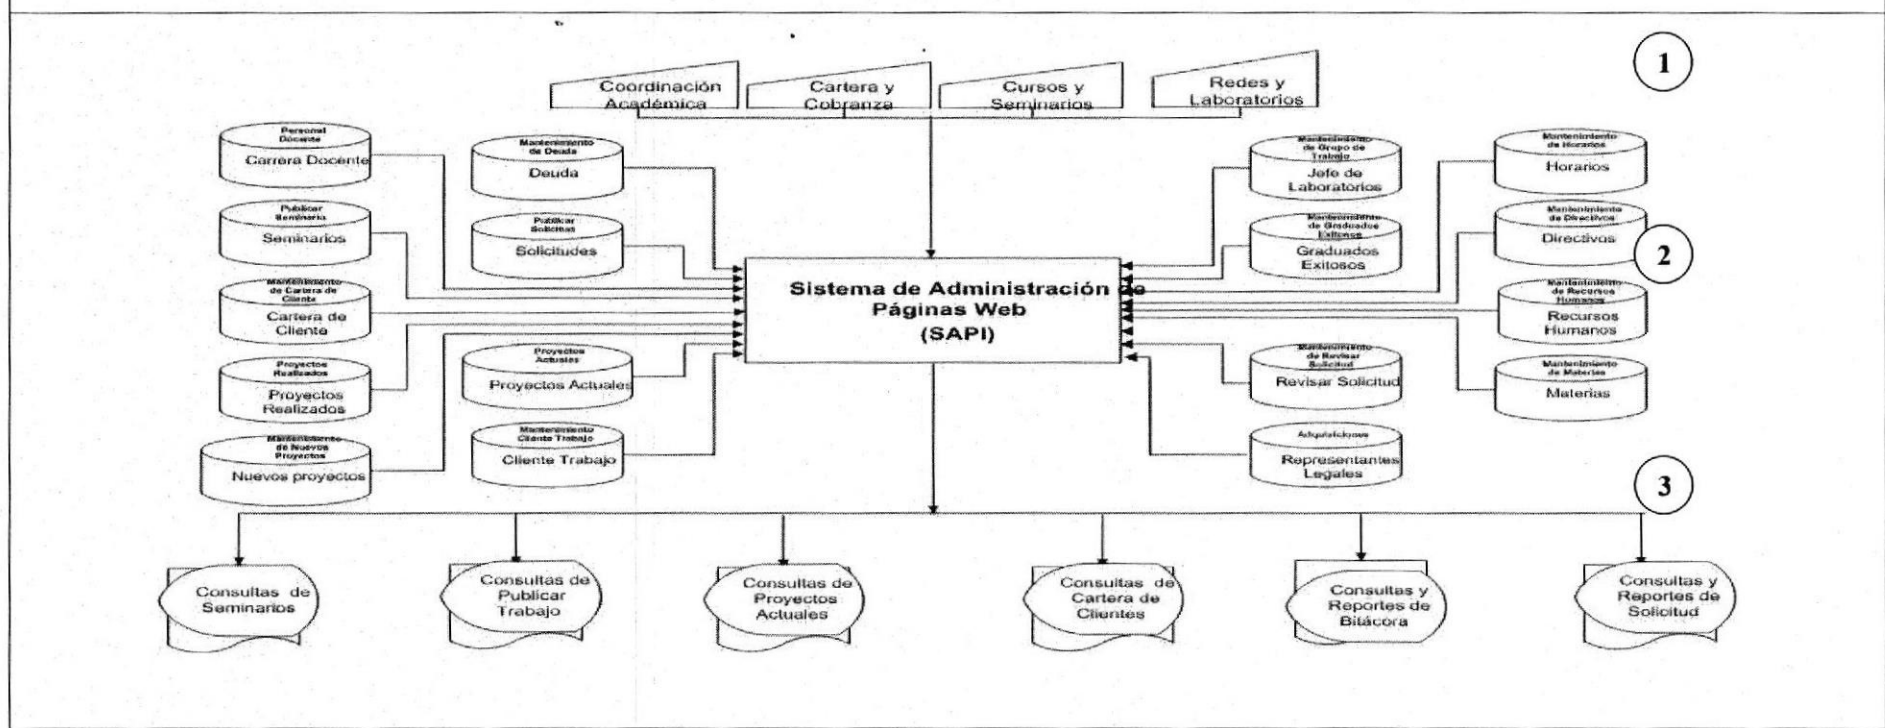 1
Coordinación
Académica
Cartera y
Cobranza
Cursos y
Seminarios
Redes y
Laboratorios
Personal
Docente
Carrera Docente
Mantenimiento
de Deuda
Deuda
Mantenimiento
de Grupo de
Trabajo
Jefe de
Laboratorios
Mantenimiento
de Horarios
Horarios
Publicar
Seminario
Seminarios
Publicar
Solicitudes
Mantenimiento
de Graduados
Exitosos
Graduados
Exitosos
Mantenimiento
de Directivos
Directivos
2
Mantenimiento
de Cartera de
Cliente
Cartera de
Cliente
Sistema de Administración de
Páginas Web
(SAPI)
Mantenimiento
de Recursos
Humanos
Recursos
Humanos
Proyectos
Realizados
Proyectos
Realizados
Proyectos
Actuales
Proyectos Actuales
Mantenimiento
de Revisar
Solicitud
Revisar Solicitud
Mantenimiento
de Materias
Materias
Mantenimiento
de Nuevos
Proyectos
Nuevos proyectos
Mantenimiento
Cliente Trabajo
Cliente Trabajo
Adquisiciones
Representantes
Legales
3
Consultas de
Seminarios
Consultas de
Publicar
Trabajo
Consultas de
Proyectos
Actuales
Consultas de
Cartera de
Clientes
Consultas y
Reportes de
Bitácora
Consultas y
Reportes de
Solicitud